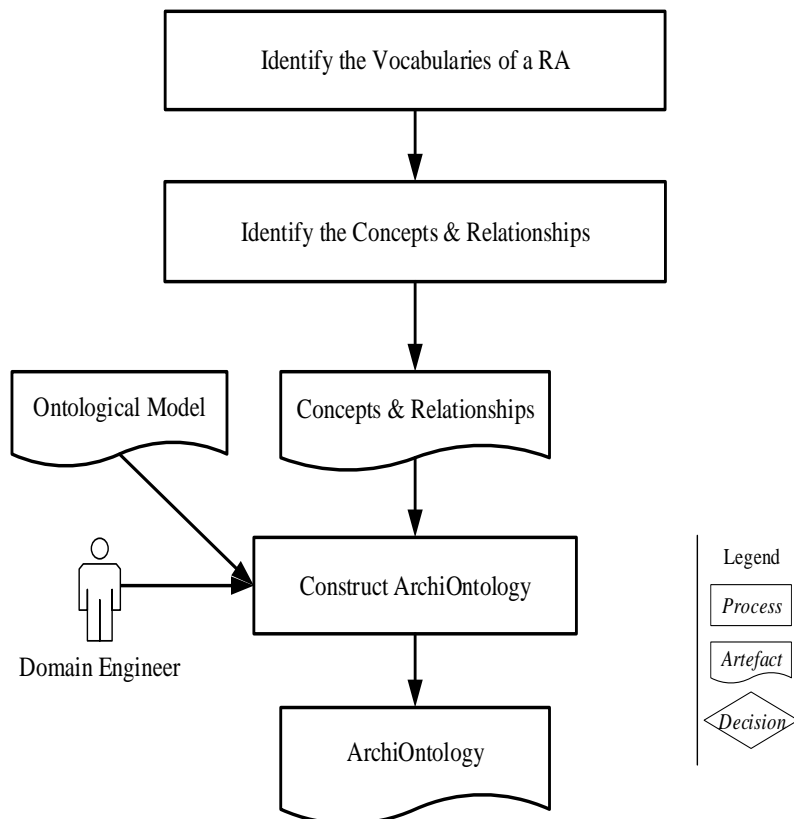 Identify the Vocabularies of a RA
Identify the Concepts & Relationships
Ontological Model
Concepts & Relationships
Construct ArchiOntology
Domain Engineer
ArchiOntology
Legend
Process
Artefact
Decision